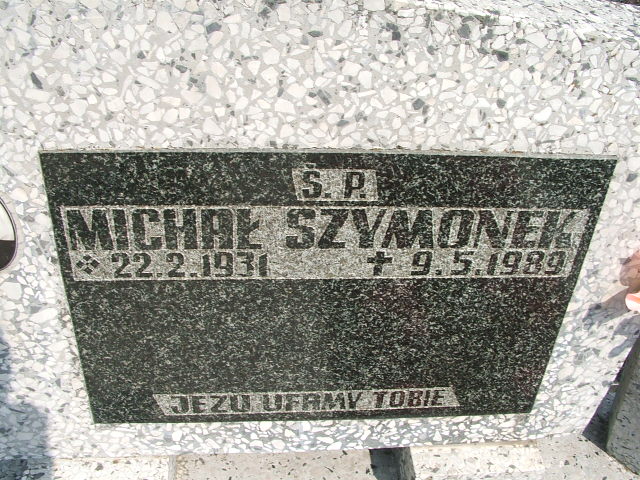 Ś. P.
MICHAŁ SZYMONEK
22.2.1931 ✝ 9.5.1989
JEZU UFAMY TOBIE